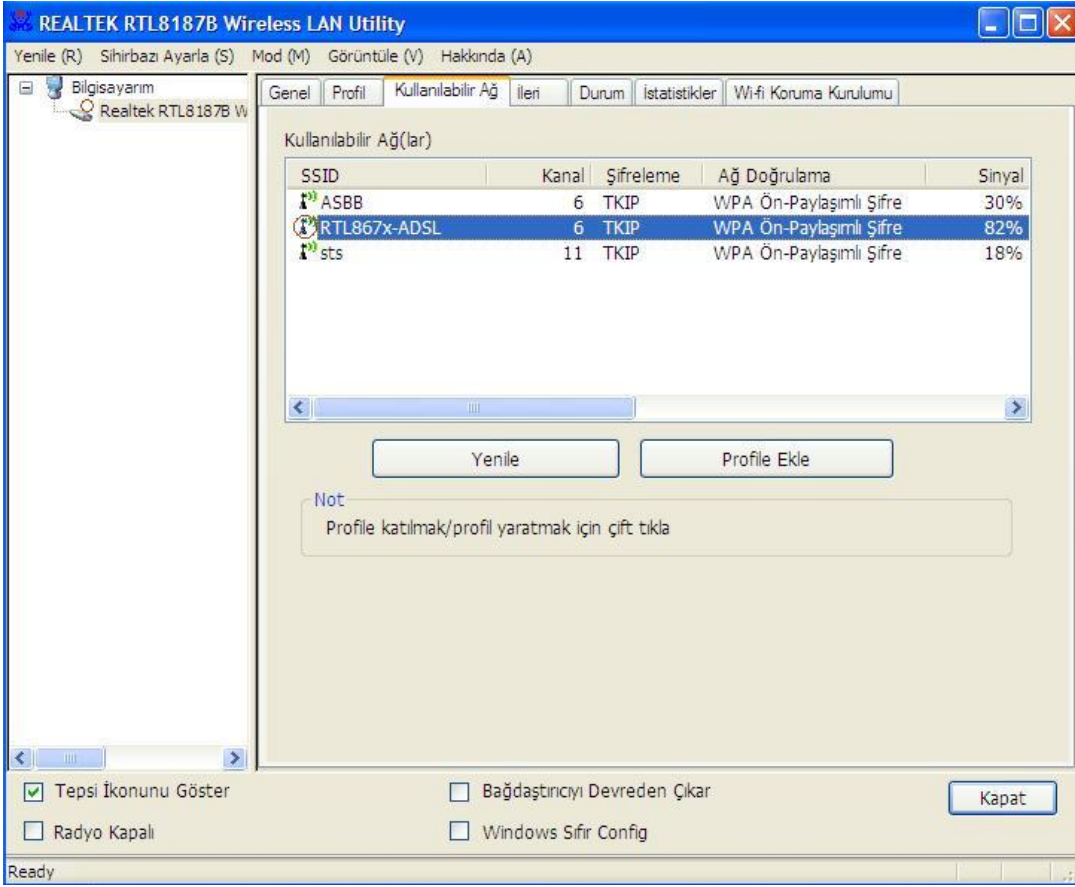 REALTEK RTL8187B Wireless LAN Utility
Yenile (R) Sihirbazı Ayarla (S) Mod (M) Görüntüle (V) Hakkında (A)
Bilgisayarım
Realtek RTL8187B W
Genel Profil Kullanılabilir Ağ İleri Durum İstatistikler Wi-fi Koruma Kurulumu
Kullanılabilir Ağ(lar)
SSID Kanal Şifreleme Ağ Doğrulama Sinyal
ASBB 6 TKIP WPA Ön-Paylaşımlı Şifre 30%
RTL867x-ADSL 6 TKIP WPA Ön-Paylaşımlı Şifre 82%
sts 11 TKIP WPA Ön-Paylaşımlı Şifre 18%
Yenile Profile Ekle
Not
Profile katılmak/profil yaratmak için çift tıkla
Tepsi İkonunu Göster Bağdaştırıcıyı Devreden Çıkar Kapat
Radyo Kapalı Windows Sıfır Config
Ready